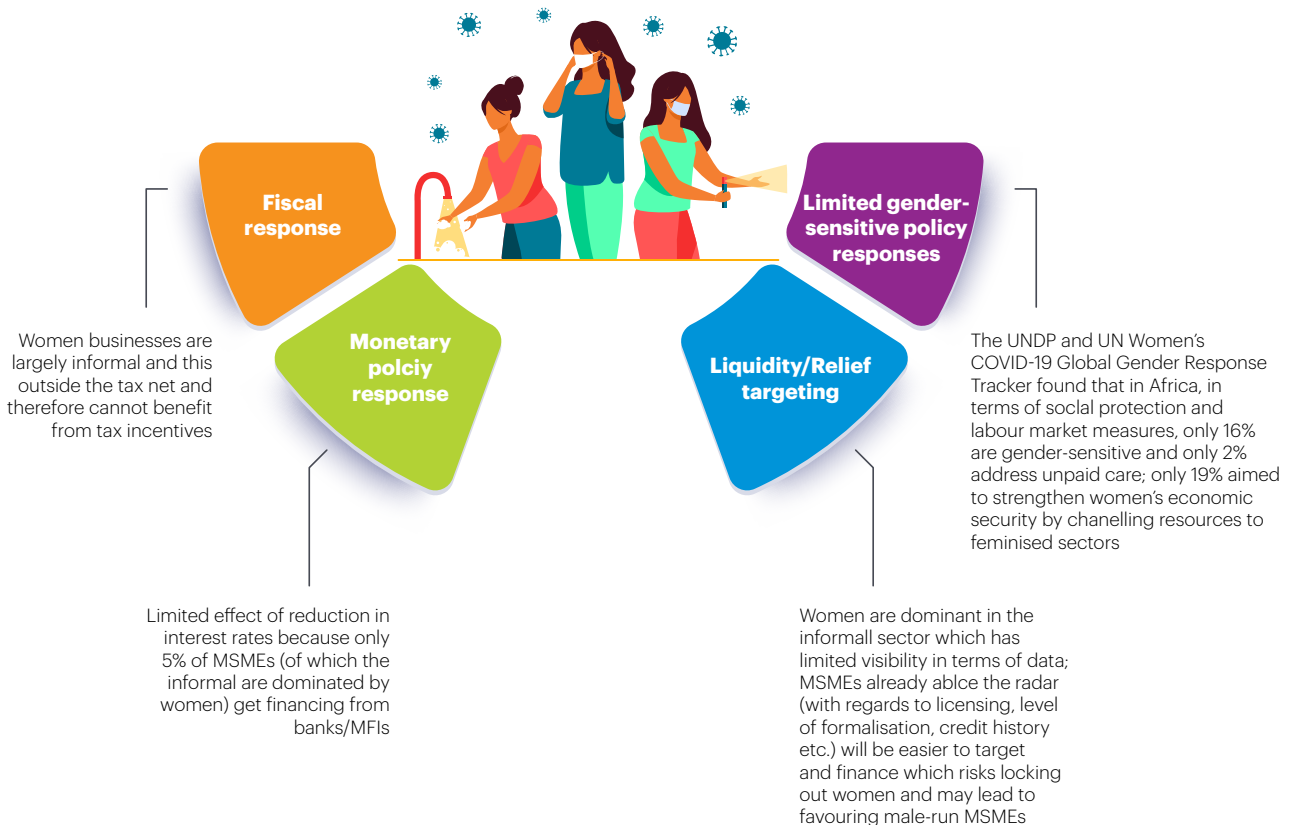 Fiscal
response
Women businesses are
largely informal and this
outside the tax net and
therefore cannot benefit
from tax incentives
Monetary
polciy
response
Limited effect of reduction in
interest rates because only
5% of MSMEs (of which the
informal are dominated by
women) get financing from
banks/MFIs
Liquidity/Relief
targeting
Women are dominant in the
informall sector which has
limited visibility in terms of data;
MSMEs already ablce the radar
(with regards to licensing, level
of formalisation, credit history
etc.) will be easier to target
and finance which risks locking
out women and may lead to
favouring male-run MSMEs
Limited gender-
sensitive policy
responses
The UNDP and UN Women’s
COVID-19 Global Gender Response
Tracker found that in Africa, in
terms of soclal protection and
labour market measures, only 16%
are gender-sensitive and only 2%
address unpaid care; only 19% aimed
to strengthen women’s economic
security by chanelling resources to
feminised sectors